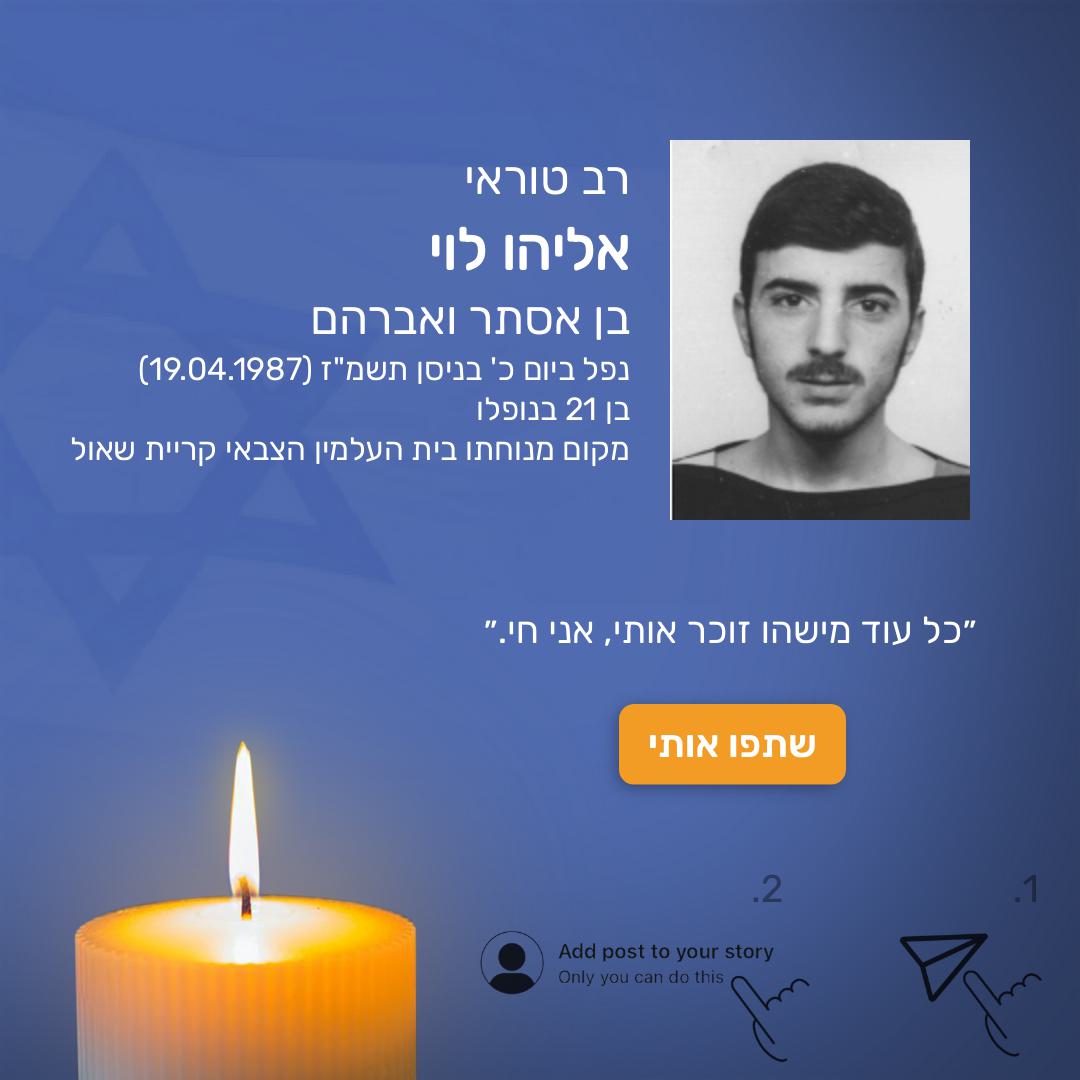 רב טוראי
אליהו לוי
בן אסתר ואברהם
נפל ביום כ' בניסן תשמ"ז (19.04.1987)
בן 21 בנופלו
מקום מנוחתו בית העלמין הצבאי קריית שאול
״כל עוד מישהו זוכר אותי, אני חי.״
שתפו אותי
1.
2.
Add post to your story
Only you can do this